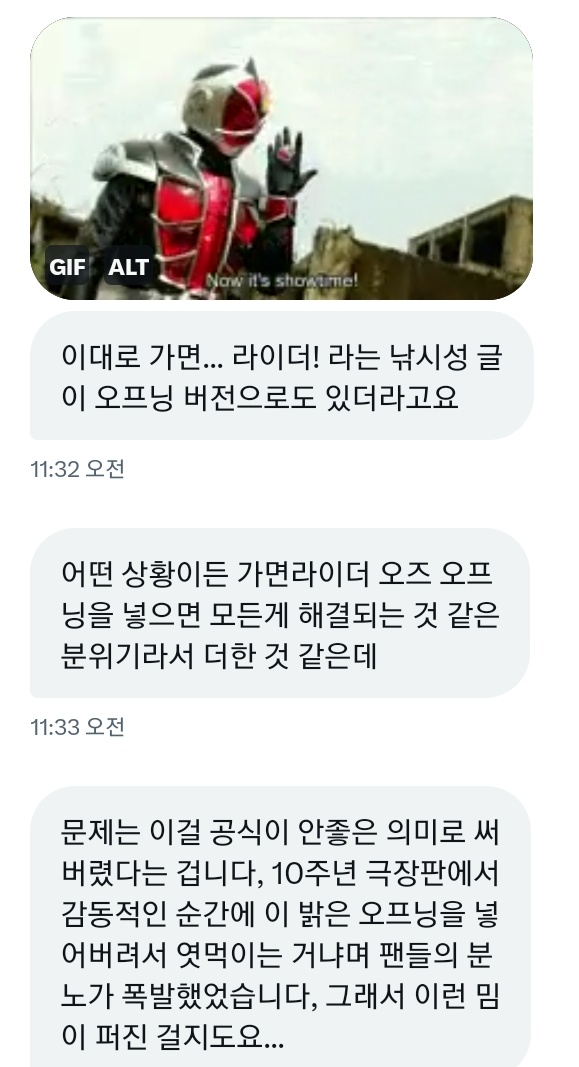 GIF ALT
Now it's showtime!
이대로 가면... 라이더! 라는 낚시성 글
이 오프닝 버전으로도 있더라고요
11:32 오전
어떤 상황이든 가면라이더 오즈 오프
닝을 넣으면 모든게 해결되는 것 같은
분위기라서 더한 것 같은데
11:33 오전
문제는 이걸 공식이 안좋은 의미로 써
버렸다는 겁니다, 10주년 극장판에서
감동적인 순간에 이 밝은 오프닝을 넣
어버려서 엿먹이는 거냐며 팬들의 분
노가 폭발했었습니다, 그래서 이런 밈
이 퍼진 걸지도요...